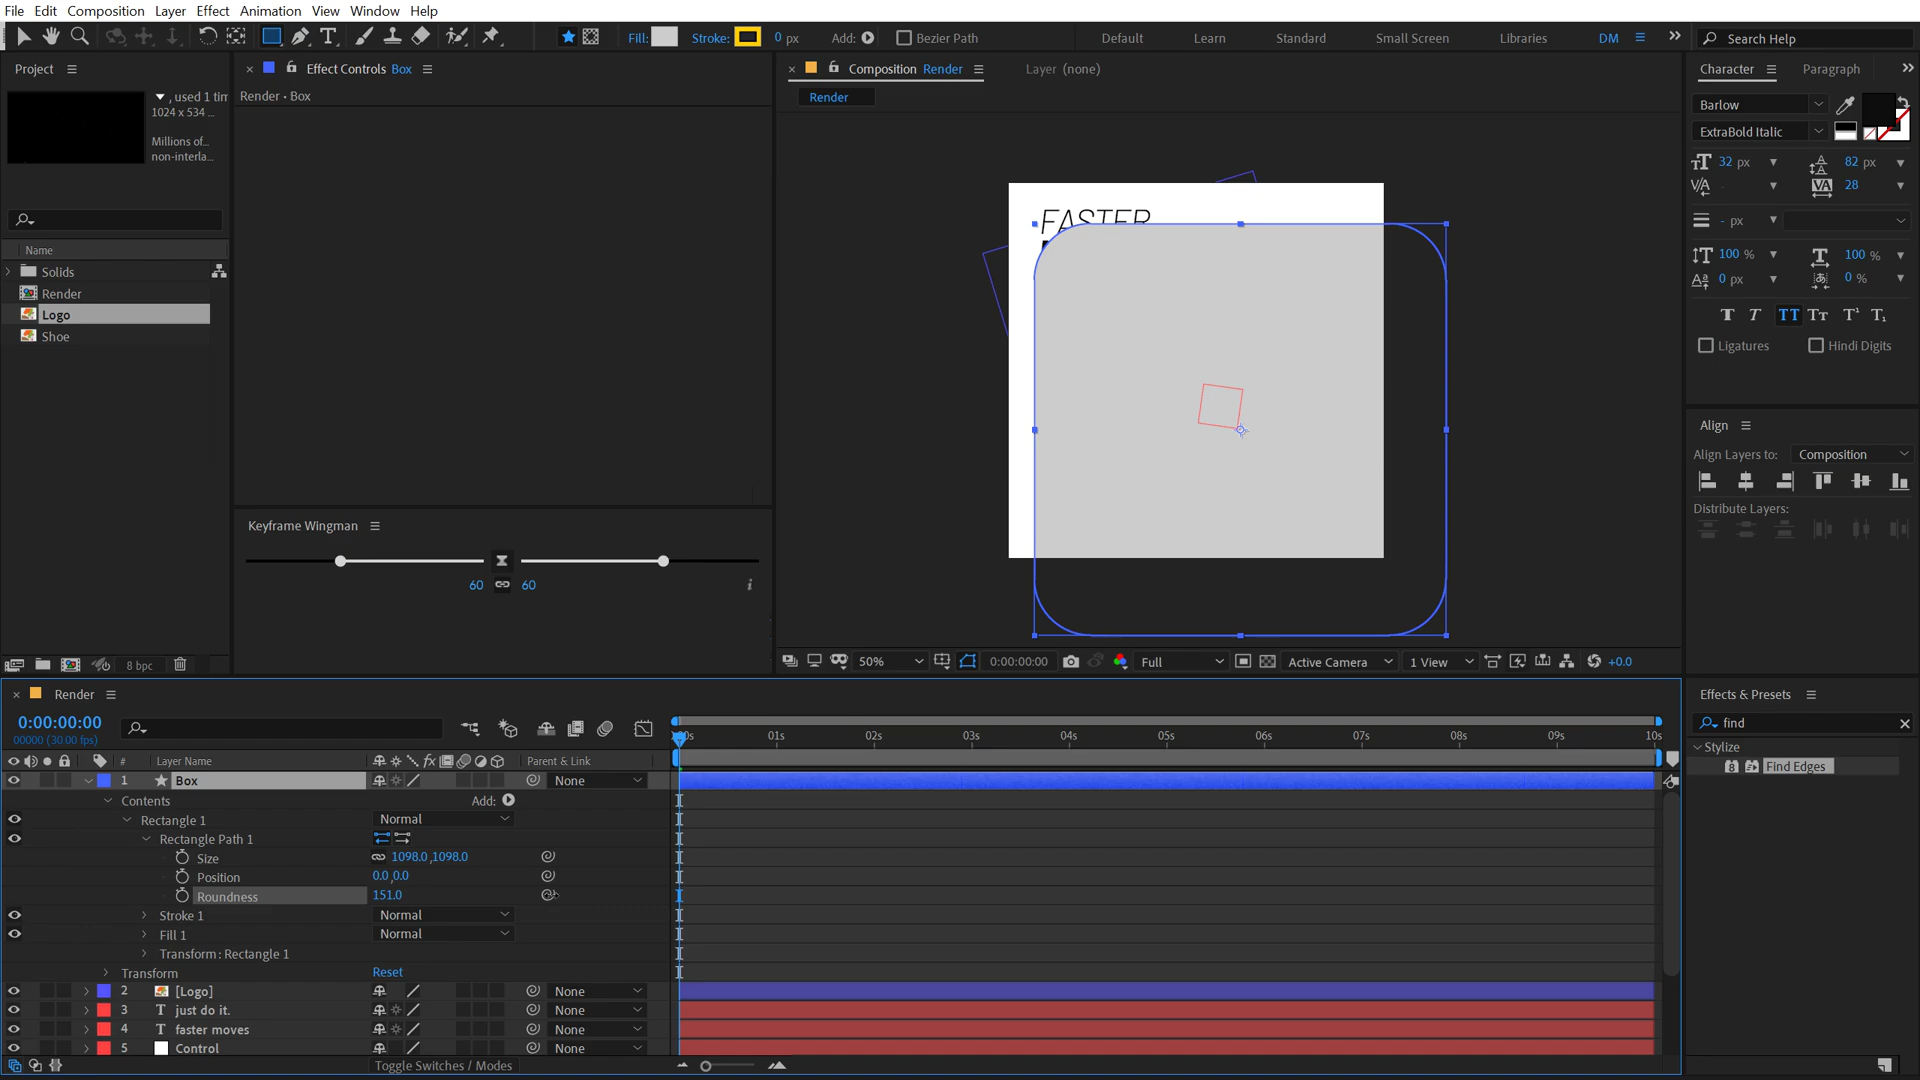 File Edit Composition Layer Effect Animation View Window Help
Fill: Stroke: 0 px Add: Bezier Path Default Learn Standard Small Screen Libraries DM Search Help
Project
, used 1 tim
1024 x 534 ...
Millions of...
non-interla...
Name
Solids
Render
Logo
Shoe
8 bpc
Effect Controls Box
Render • Box
Keyframe Wingman
60 60
Composition Render
Layer (none)
Render
FASTER
50% 0:00:00:00 Full Active Camera 1 View +0.0
Character Paragraph
Barlow
ExtraBold Italic
32 px 82 px
28
- px
100 % 100 %
0 px 0 %
Ligatures Hindi Digits
Align
Align Layers to: Composition
Distribute Layers:
Effects & Presets
find
Stylize
Find Edges
Render
0:00:00:00
00000 (30.00 fps)
01s 02s 03s 04s 05s 06s 07s 08s 09s 10s
# Layer Name Parent & Link
1 Box None
Contents Add:
Rectangle 1 Normal
Rectangle Path 1
Size 1098.0,1098.0
Position 0.0,0.0
Roundness 151.0
Stroke 1 Normal
Fill 1 Normal
Transform: Rectangle 1
Transform Reset
2 [Logo] None
3 just do it. None
4 faster moves None
5 Control None
Toggle Switches / Modes